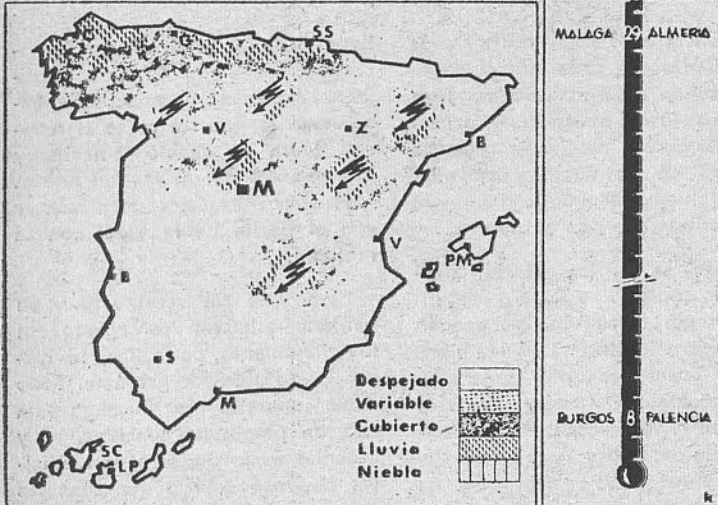 SS
G
V
Z
B
M
V
PM
B
S
M
SC
LP
Despejado
Variable
Cubierto
Lluvia
Niebla
MALAGA 29 ALMERIA
BURGOS 8 PALENCIA
k